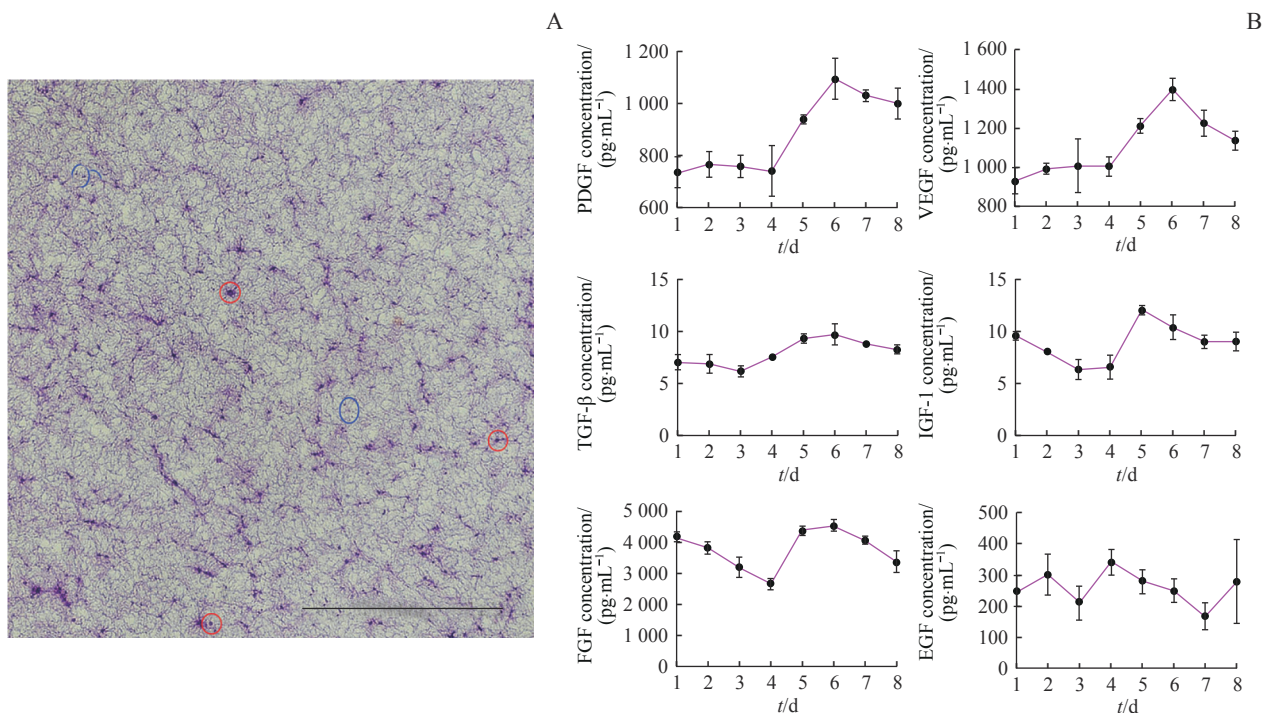 A
B
PDGF concentration/
(pg·mL⁻¹)
1 200
1 000
800
600
1 2 3 4 5 6 7 8
t/d
VEGF concentration/
(pg·mL⁻¹)
1 600
1 400
1 200
1 000
800
1 2 3 4 5 6 7 8
t/d
TGF-β concentration/
(pg·mL⁻¹)
15
10
5
0
1 2 3 4 5 6 7 8
t/d
IGF-1 concentration/
(pg·mL⁻¹)
15
10
5
0
1 2 3 4 5 6 7 8
t/d
FGF concentration/
(pg·mL⁻¹)
5 000
4 000
3 000
2 000
1 000
0
1 2 3 4 5 6 7 8
t/d
EGF concentration/
(pg·mL⁻¹)
500
400
300
200
100
0
1 2 3 4 5 6 7 8
t/d